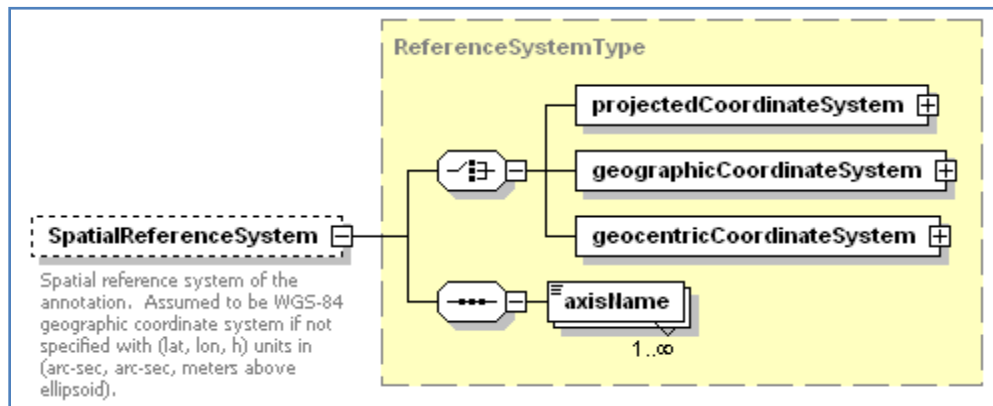 ReferenceSystemType
projectedCoordinateSystem
geographicCoordinateSystem
geocentricCoordinateSystem
SpatialReferenceSystem
Spatial reference system of the
annotation. Assumed to be WGS-84
geographic coordinate system if not
specified with (lat, lon, h) units in
(arc-sec, arc-sec, meters above
ellipsoid).
axisName
1..∞